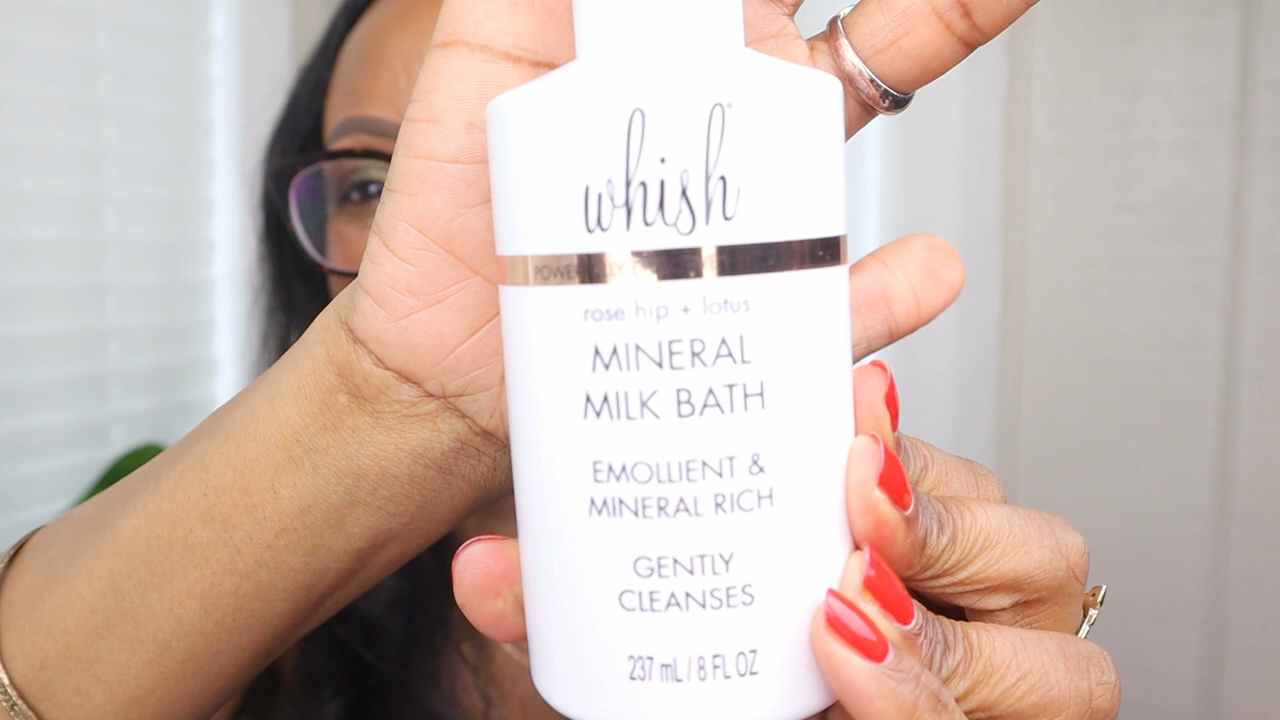 whish
rose hip + lotus
MINERAL
MILK BATH
EMOLLIENT &
MINERAL RICH
GENTLY
CLEANSES
237 mL / 8 FL OZ